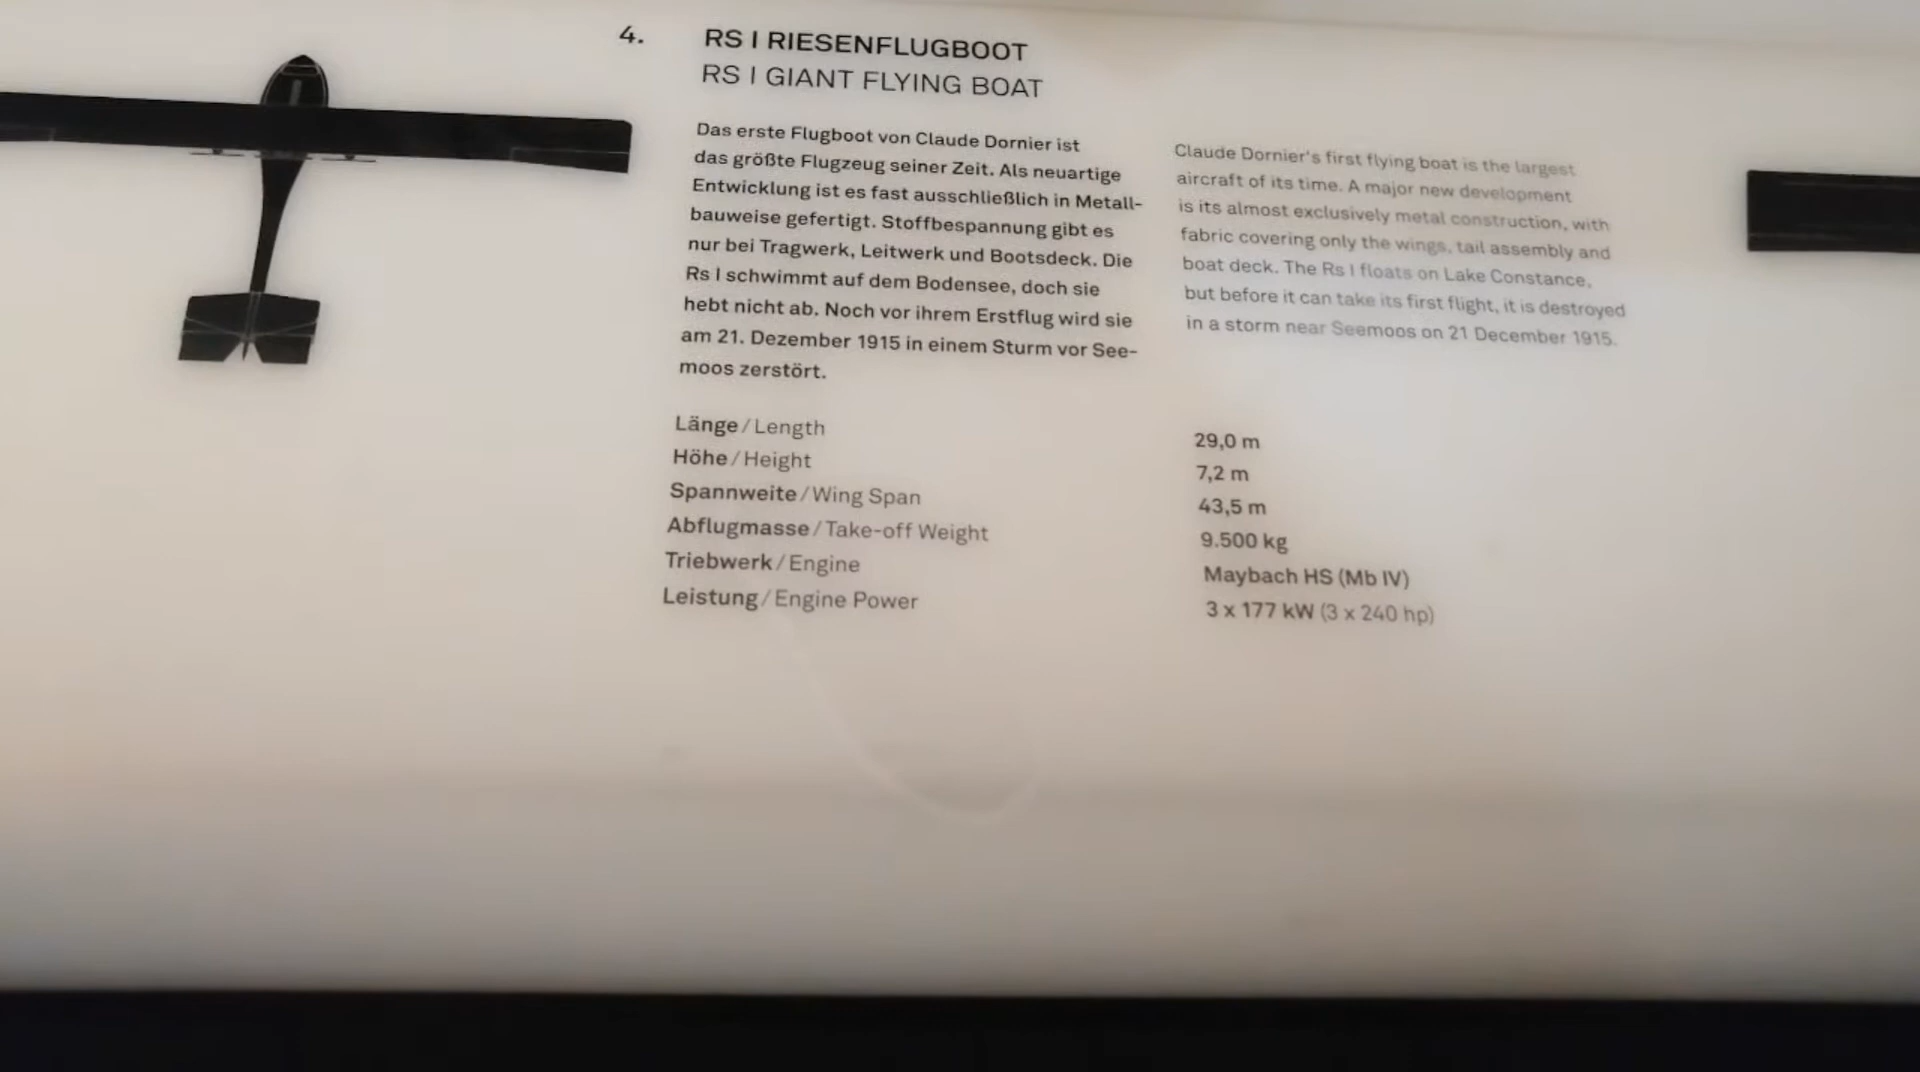 4.
RS I RIESENFLUGBOOT
RS I GIANT FLYING BOAT
Das erste Flugboot von Claude Dornier ist
das größte Flugzeug seiner Zeit. Als neuartige
Entwicklung ist es fast ausschließlich in Metall-
bauweise gefertigt. Stoffbespannung gibt es
nur bei Tragwerk, Leitwerk und Bootsdeck. Die
Rs I schwimmt auf dem Bodensee, doch sie
hebt nicht ab. Noch vor ihrem Erstflug wird sie
am 21. Dezember 1915 in einem Sturm vor See-
moos zerstört.
Claude Dornier's first flying boat is the largest
aircraft of its time. A major new development
is its almost exclusively metal construction, with
fabric covering only the wings, tail assembly and
boat deck. The Rs I floats on Lake Constance,
but before it can take its first flight, it is destroyed
in a storm near Seemoos on 21 December 1915.
Länge/Length 29,0 m
Höhe/Height 7,2 m
Spannweite/Wing Span 43,5 m
Abflugmasse/Take-off Weight 9.500 kg
Triebwerk/Engine Maybach HS (Mb IV)
Leistung/Engine Power 3 x 177 kW (3 x 240 hp)